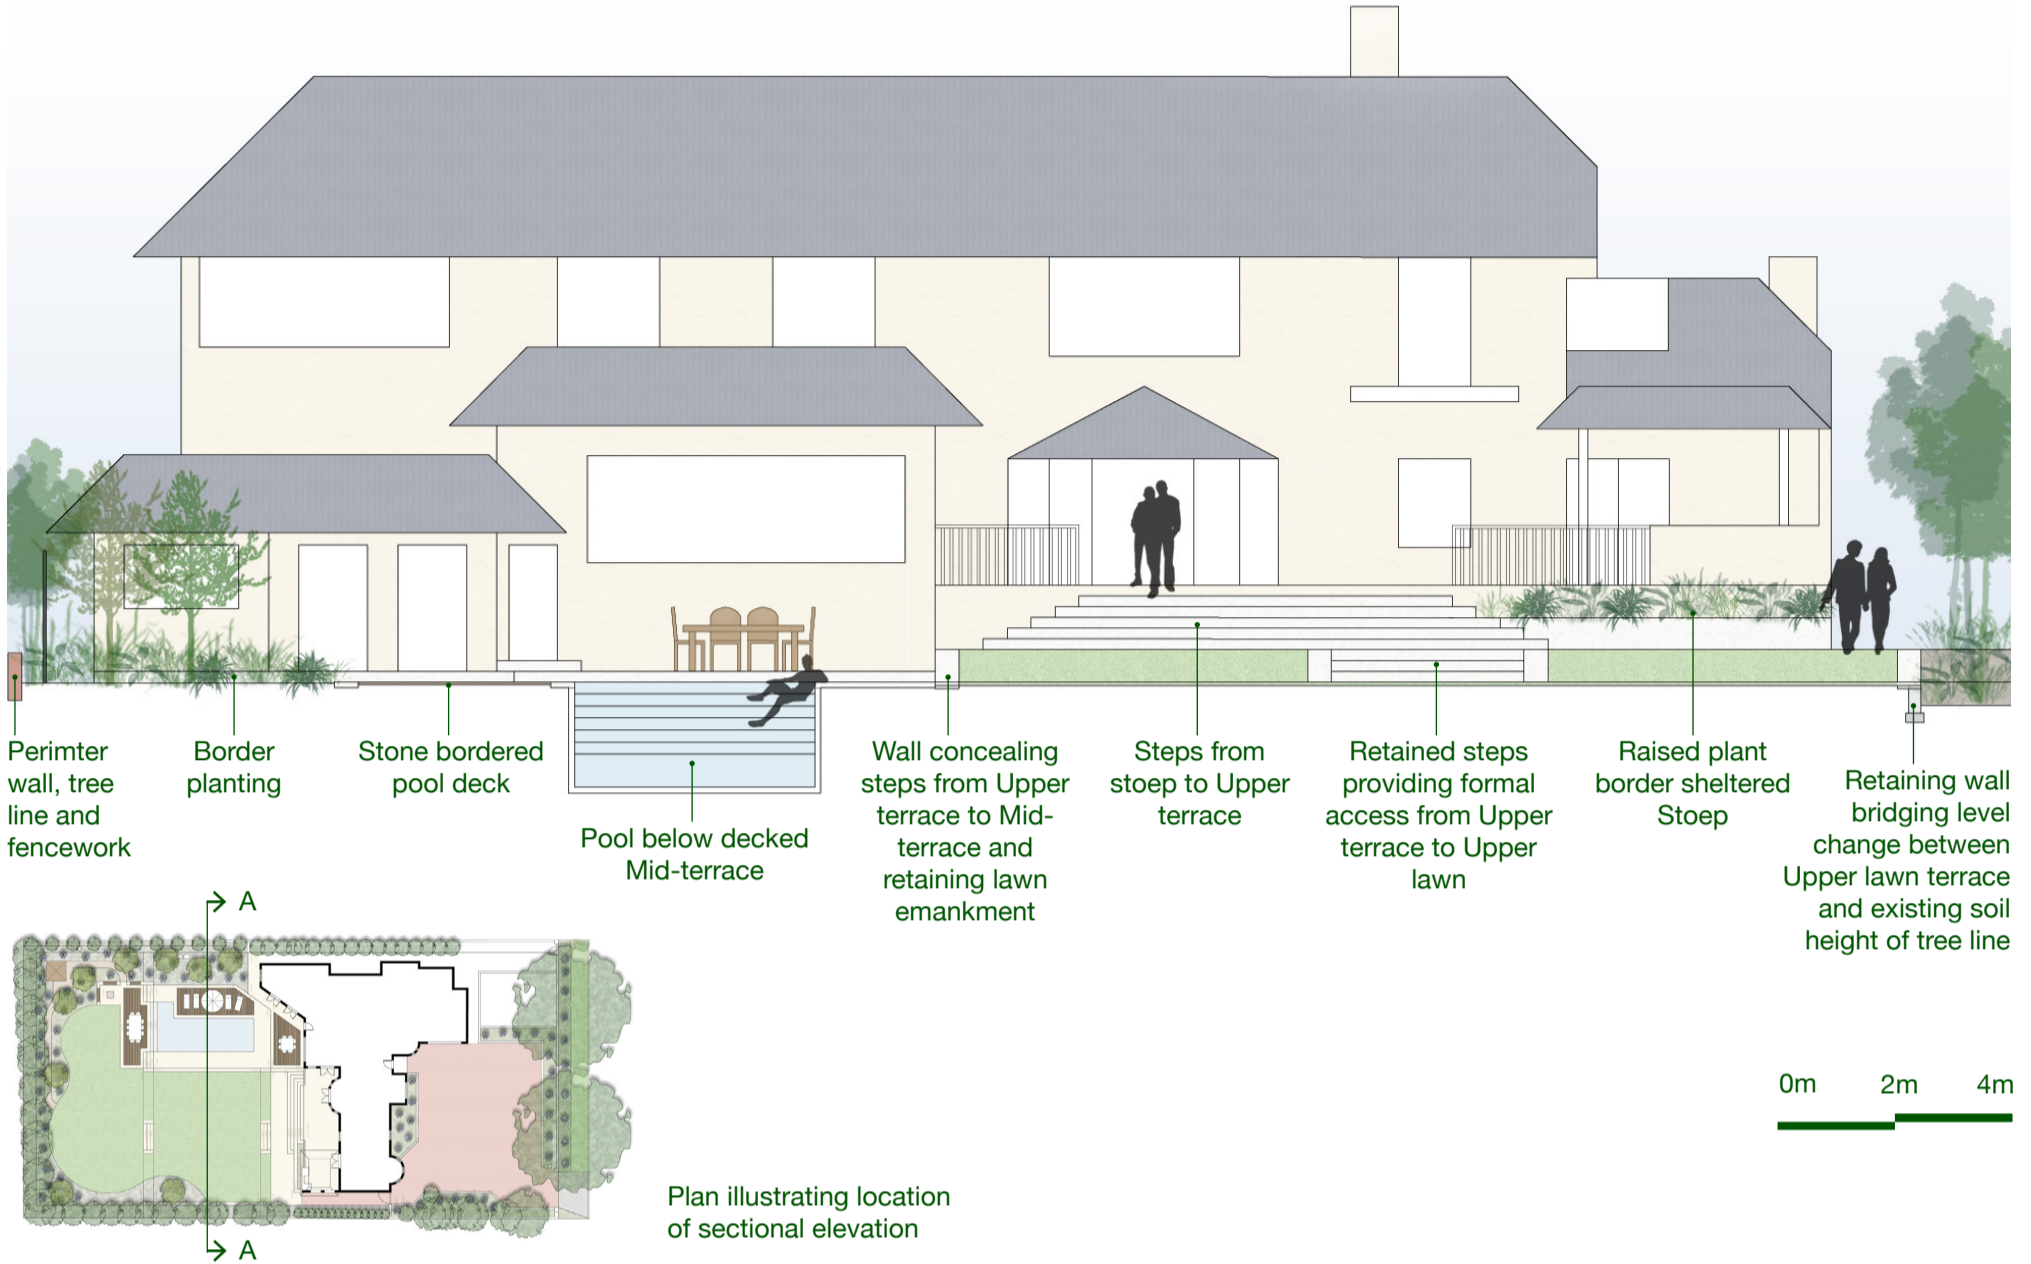 Perimter
wall, tree
line and
fencework
Border
planting
Stone bordered
pool deck
Pool below decked
Mid-terrace
Wall concealing
steps from Upper
terrace to Mid-
terrace and
retaining lawn
emankment
Steps from
stoep to Upper
terrace
Retained steps
providing formal
access from Upper
terrace to Upper
lawn
Raised plant
border sheltered
Stoep
Retaining wall
bridging level
change between
Upper lawn terrace
and existing soil
height of tree line
A
A
0m 2m 4m
Plan illustrating location
of sectional elevation